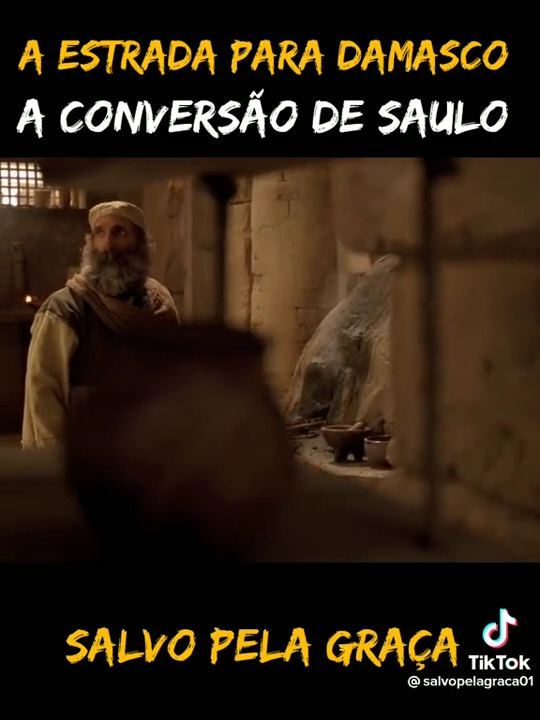 A ESTRADA PARA DAMASCO
A CONVERSÃO DE SAULO
SALVO PELA GRAÇA
TikTok
@salvopelagraca01